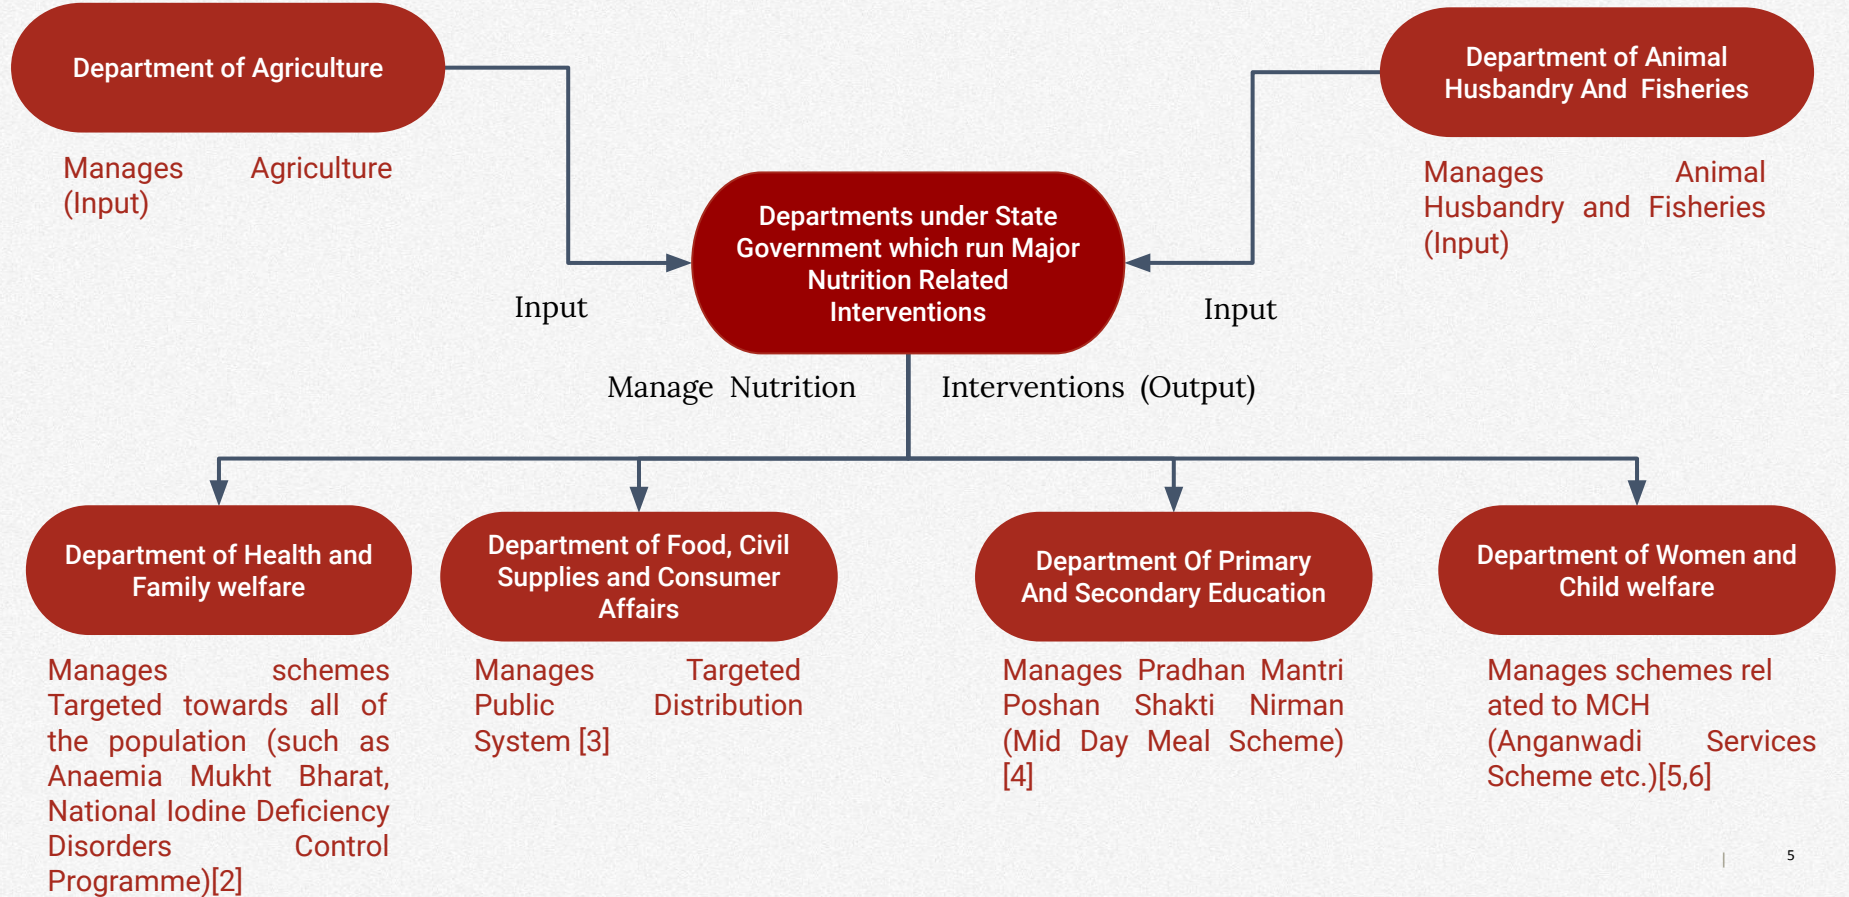 Department of Agriculture
Manages Agriculture
(Input)
Department of Animal
Husbandry And Fisheries
Manages Animal
Husbandry and Fisheries
(Input)
Departments under State
Government which run Major
Nutrition Related
Interventions
Input
Input
Manage Nutrition Interventions (Output)
Department of Health and
Family welfare
Manages schemes
Targeted towards all of
the population (such as
Anaemia Mukht Bharat,
National Iodine Deficiency
Disorders Control
Programme)[2]
Department of Food, Civil
Supplies and Consumer
Affairs
Manages Targeted
Public Distribution
System [3]
Department Of Primary
And Secondary Education
Manages Pradhan Mantri
Poshan Shakti Nirman
(Mid Day Meal Scheme)
[4]
Department of Women and
Child welfare
Manages schemes rel
ated to MCH
(Anganwadi Services
Scheme etc.)[5,6]
| 5